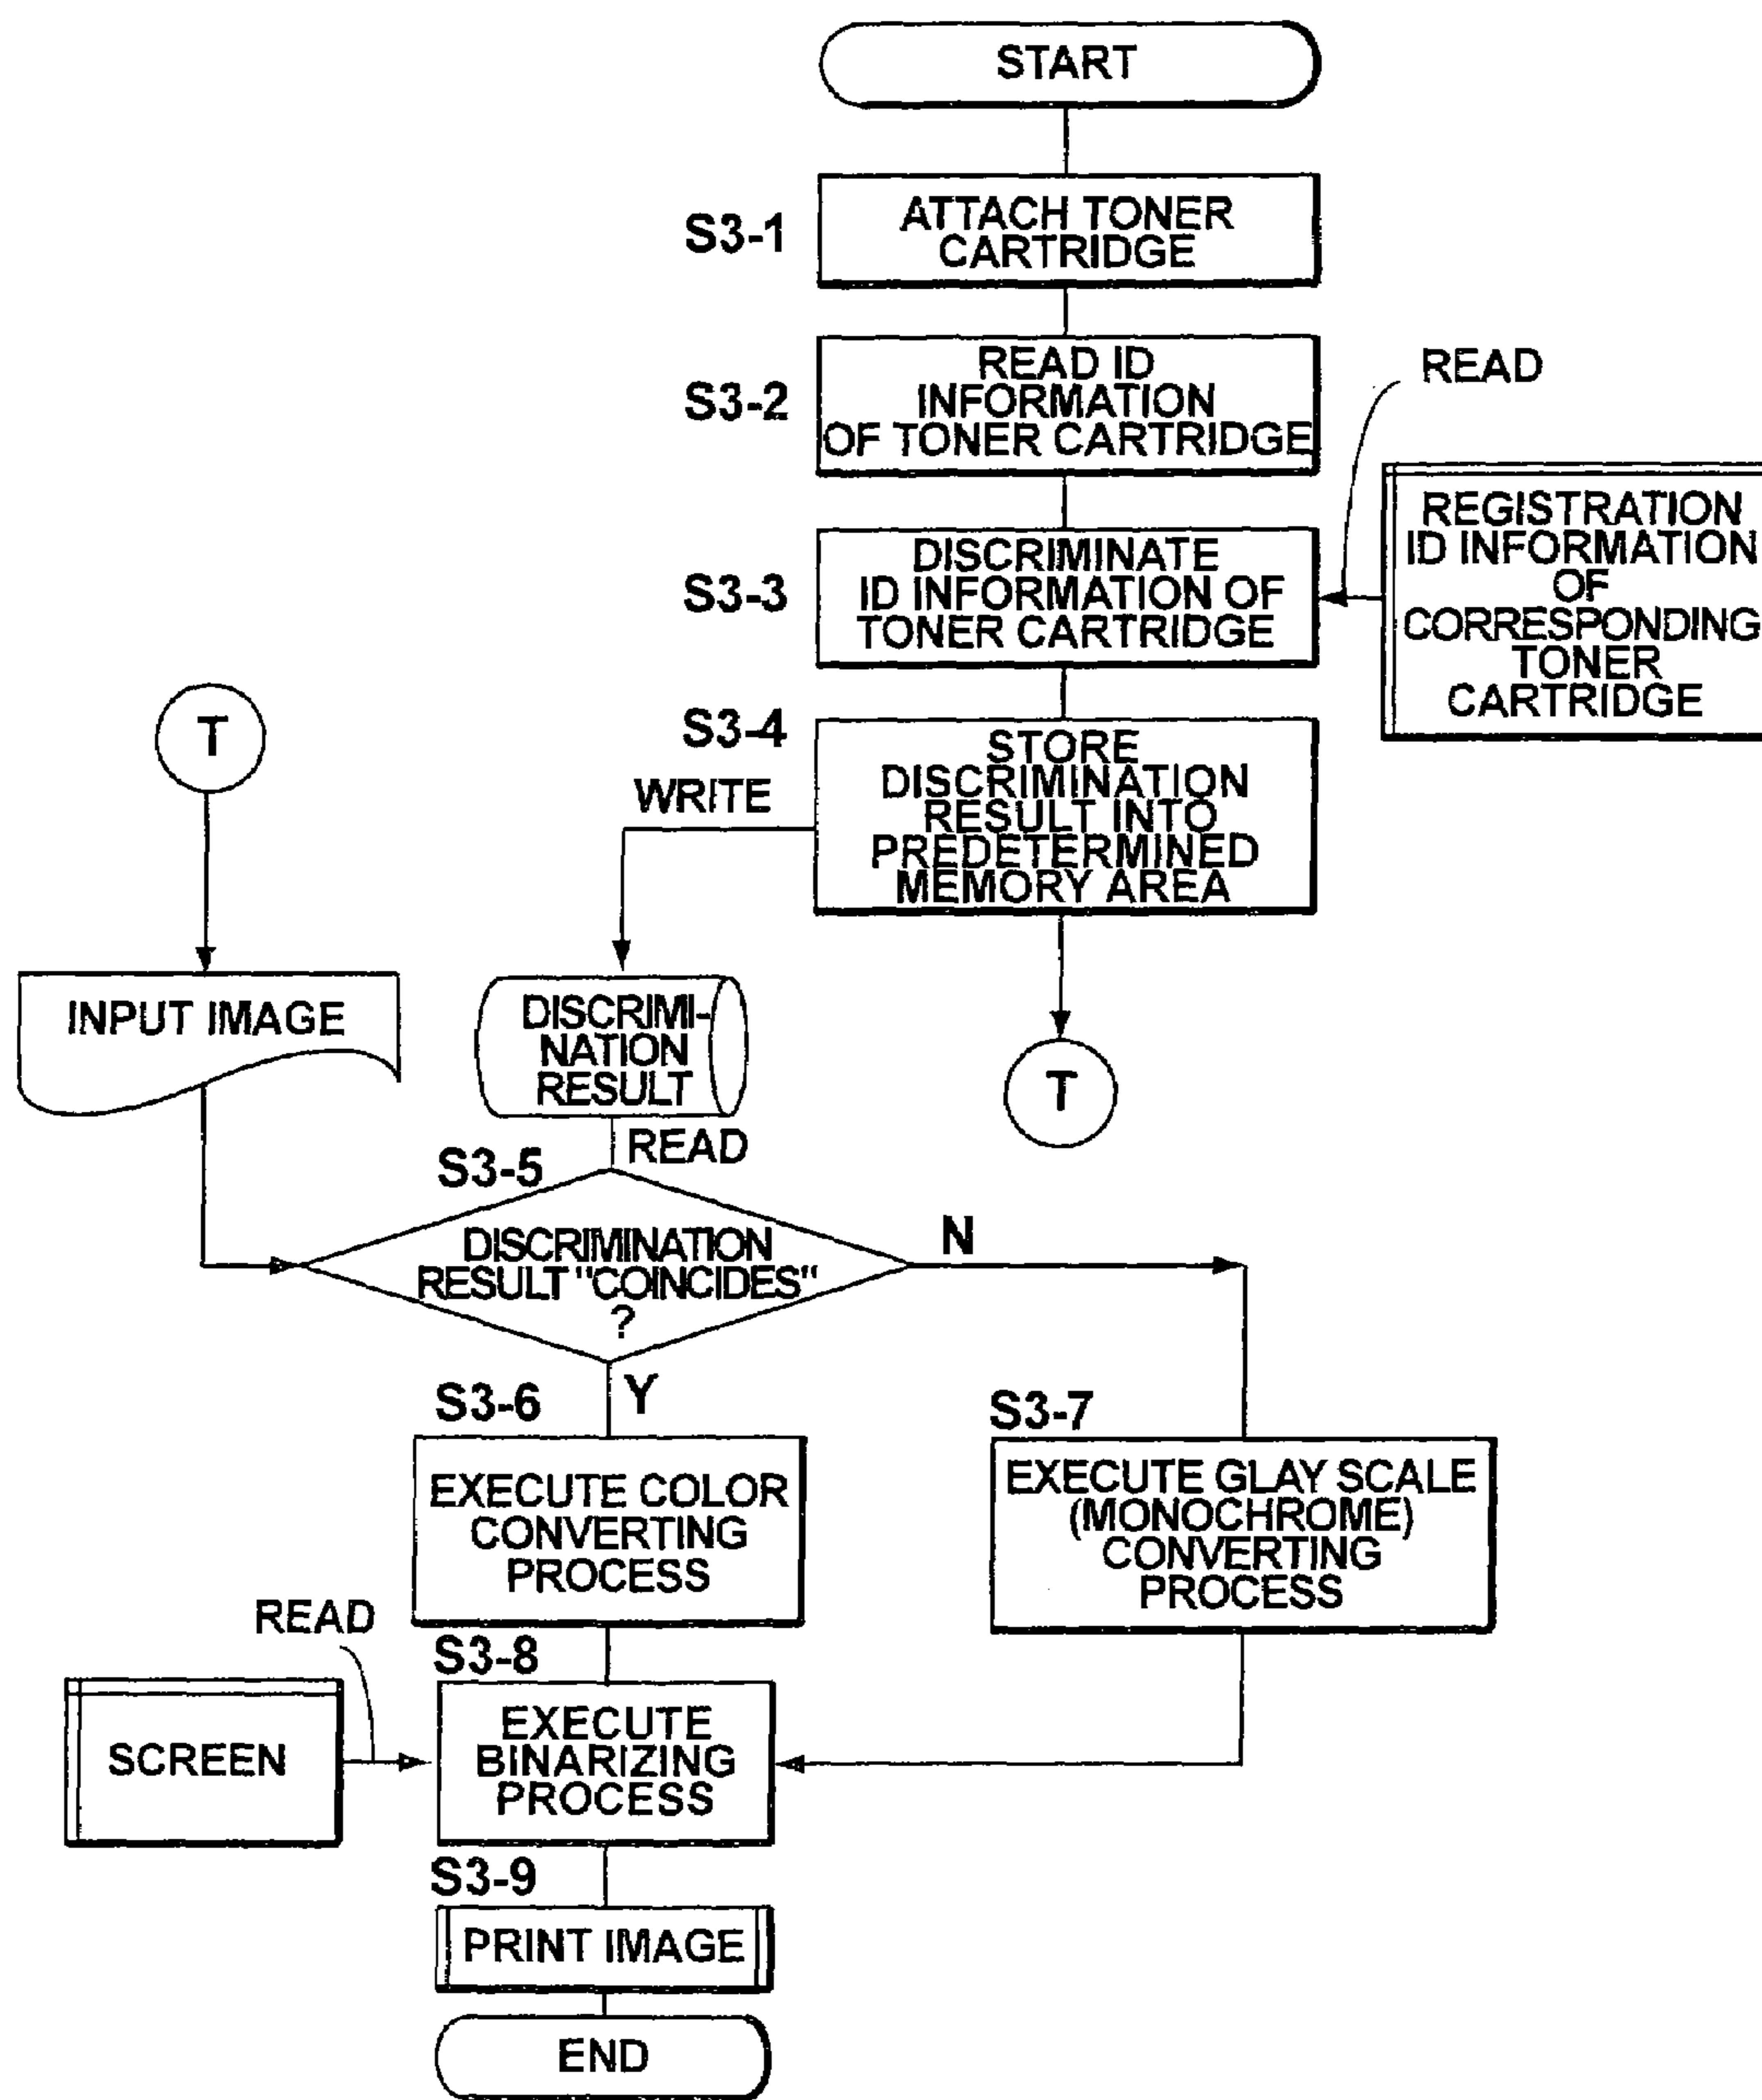 START
S3-1
ATTACH TONER
CARTRIDGE
S3-2
READ ID
INFORMATION
OF TONER CARTRIDGE
READ
S3-3
DISCRIMINATE
ID INFORMATION OF
TONER CARTRIDGE
REGISTRATION
ID INFORMATION
OF
CORRESPONDING
TONER
CARTRIDGE
S3-4
STORE
DISCRIMINATION
RESULT INTO
PREDETERMINED
MEMORY AREA
WRITE
T
T
INPUT IMAGE
DISCRIMI-
NATION
RESULT
READ
S3-5
DISCRIMINATION
RESULT "COINCIDES"
?
N
Y
S3-6
EXECUTE COLOR
CONVERTING
PROCESS
S3-7
EXECUTE GLAY SCALE
(MONOCHROME)
CONVERTING
PROCESS
READ
SCREEN
S3-8
EXECUTE
BINARIZING
PROCESS
S3-9
PRINT IMAGE
END